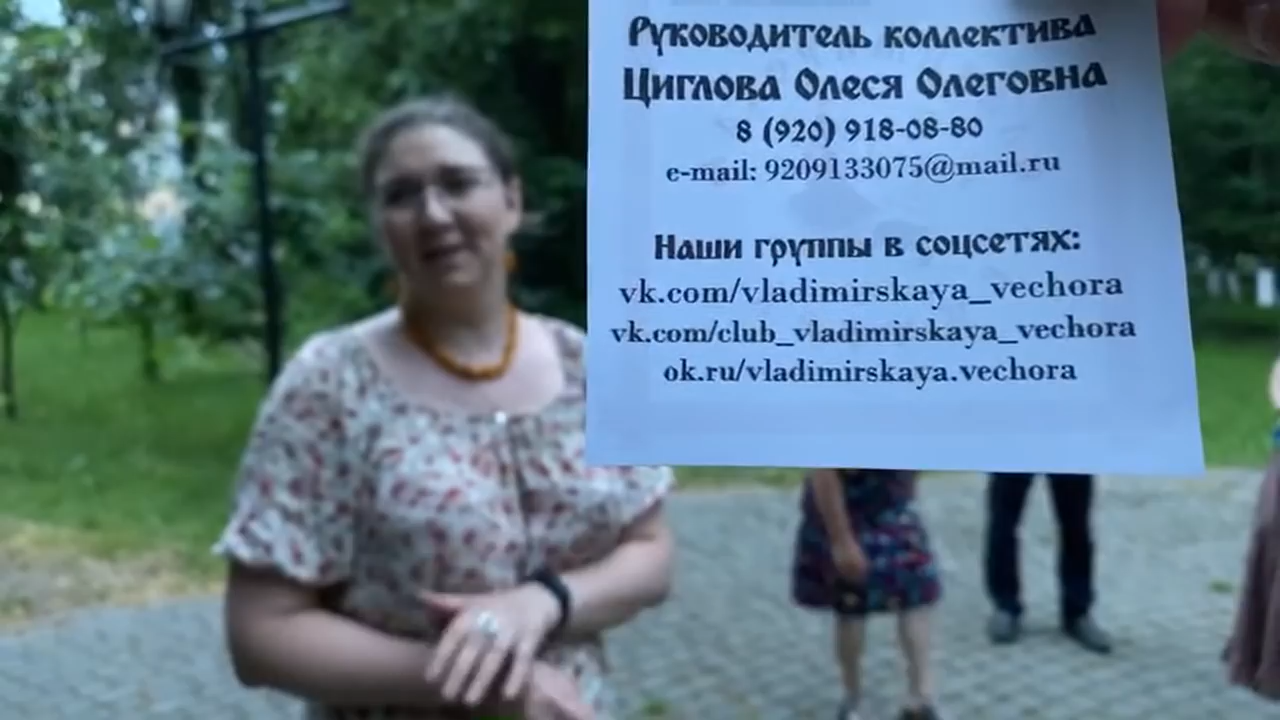 Руководитель коллектива
Циглова Олеся Олеговна
8 (920) 918-08-80
e-mail: 9209133075@mail.ru
Наши группы в соцсетях:
vk.com/vladimirskaya_vechora
vk.com/club_vladimirskaya_vechora
ok.ru/vladimirskaya.vechora